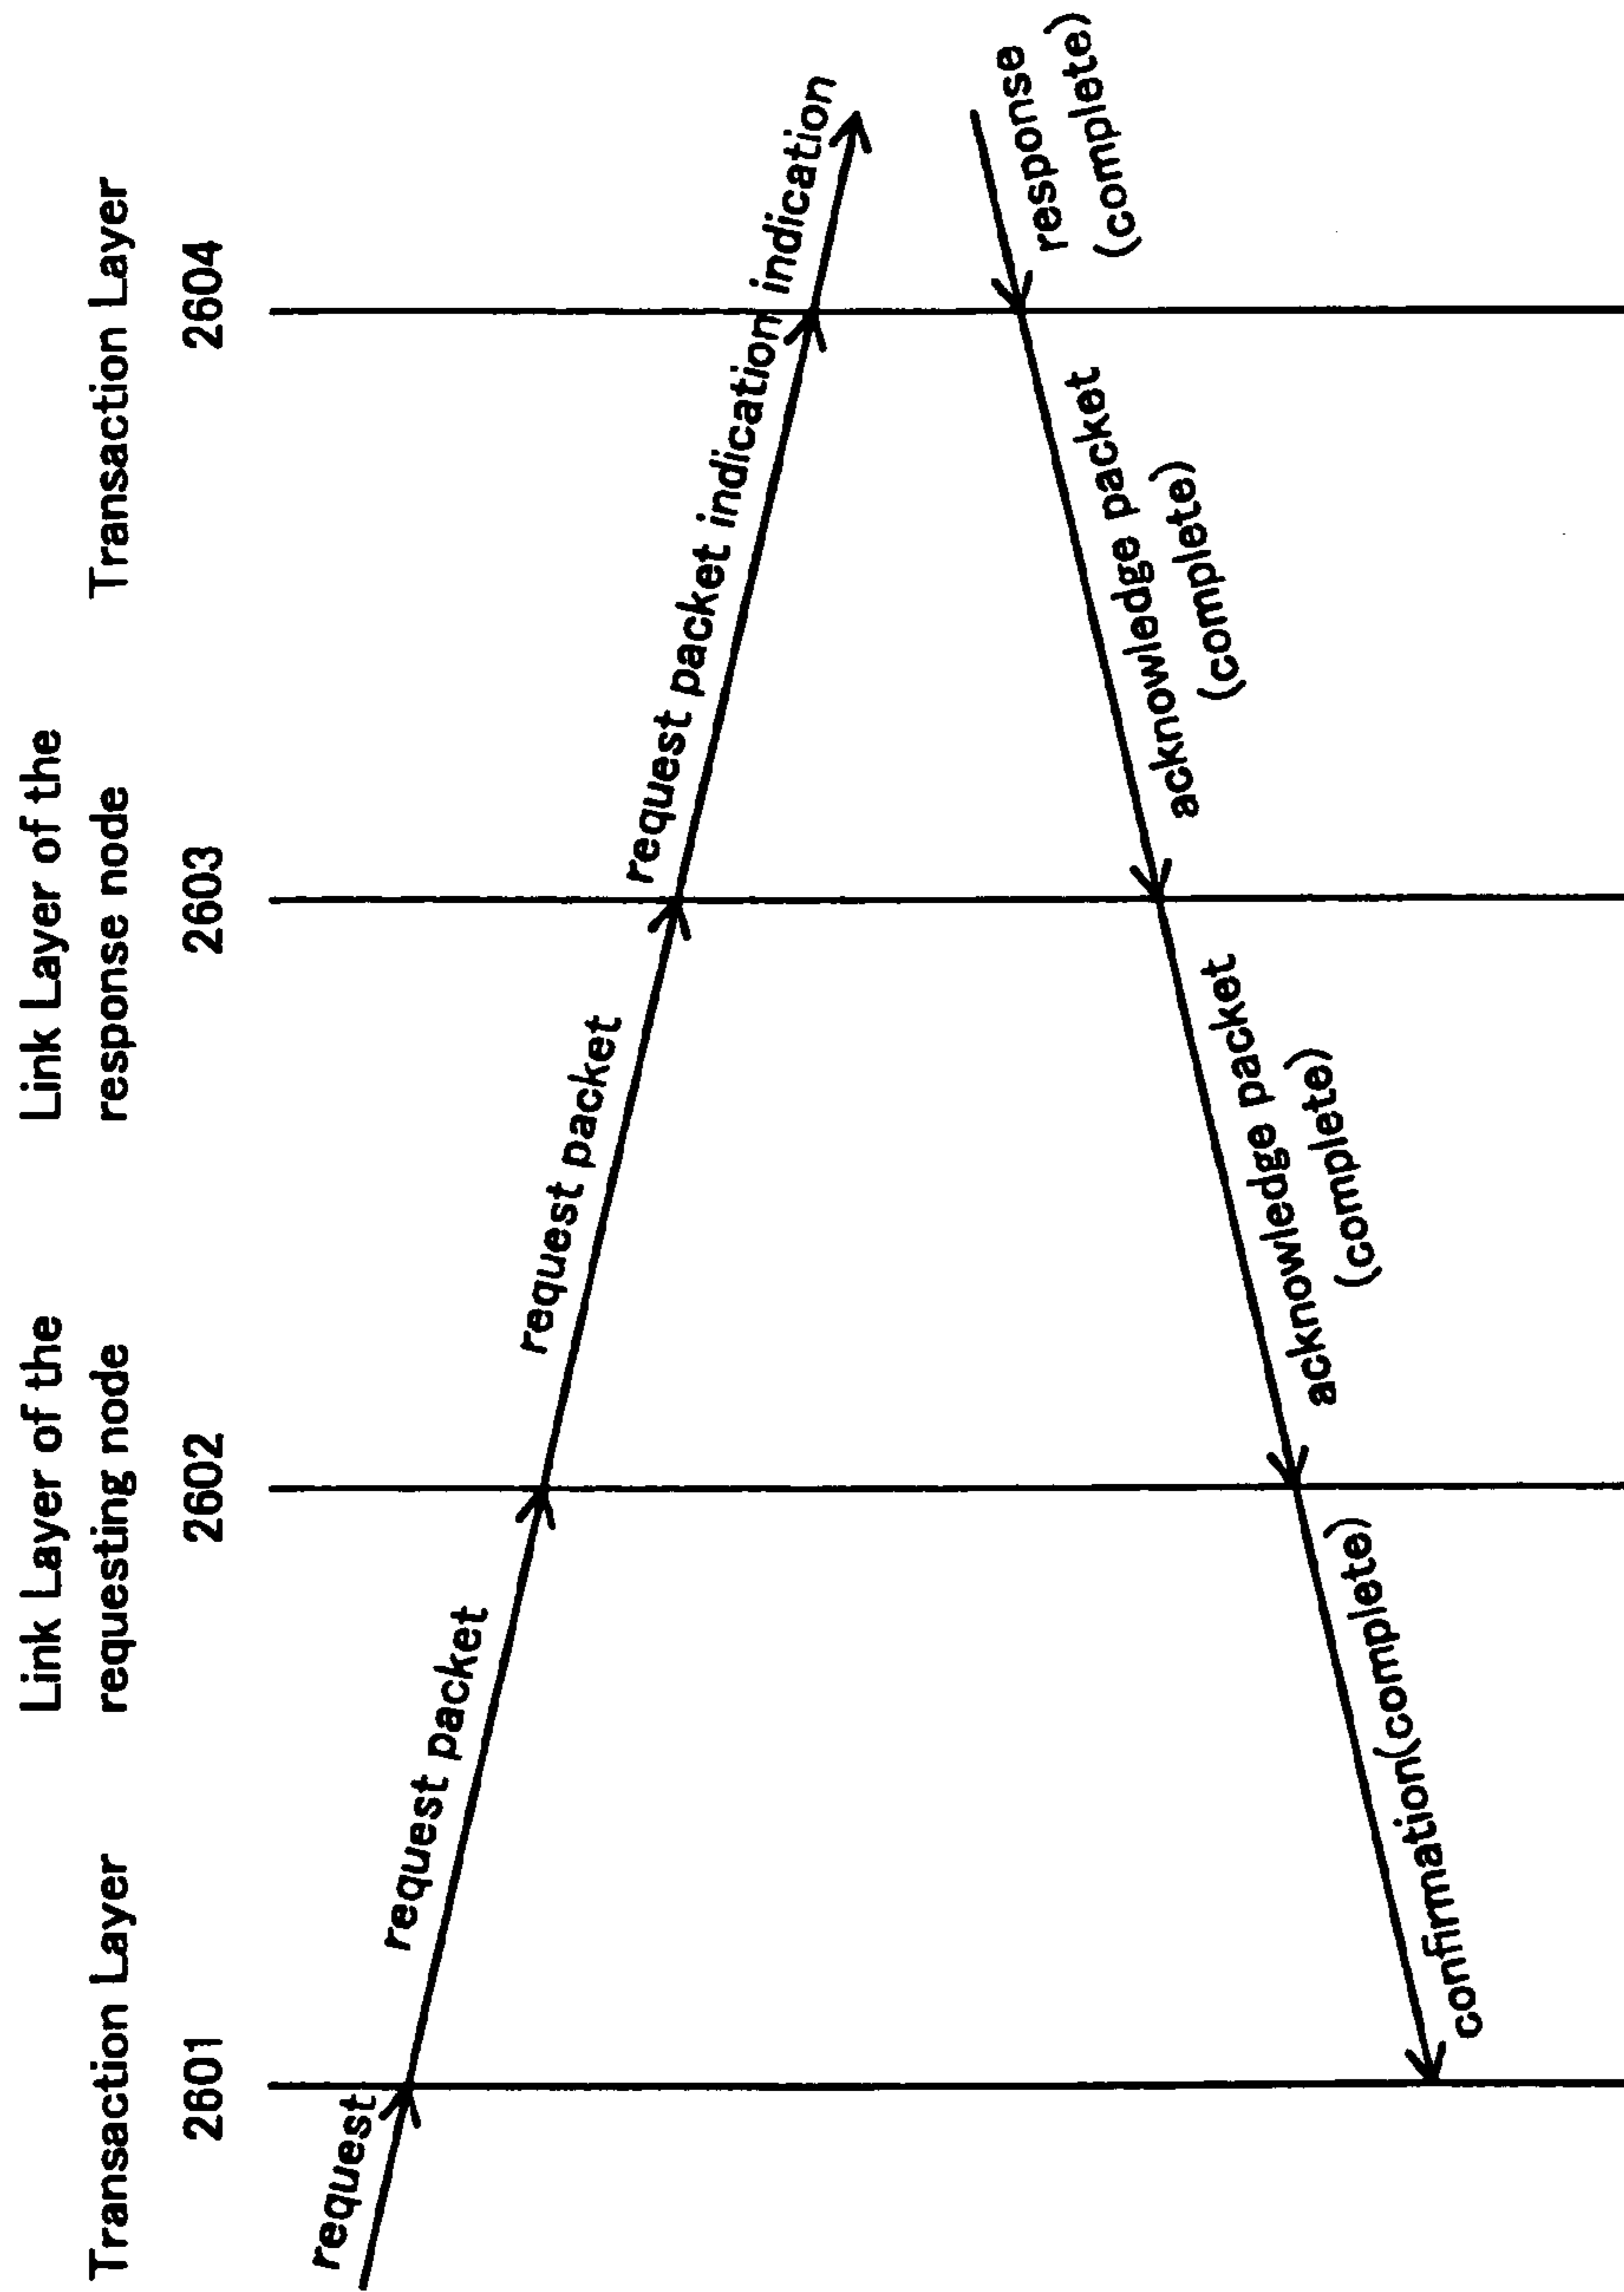 Transaction Layer
2601
Link Layer of the
requesting node
2602
Link Layer of the
response node
2603
Transaction Layer
2604
request
request packet
request packet
request packet indication
indication
response
(complete)
acknowledge packet
(complete)
acknowledge packet
(complete)
confirmation(complete)